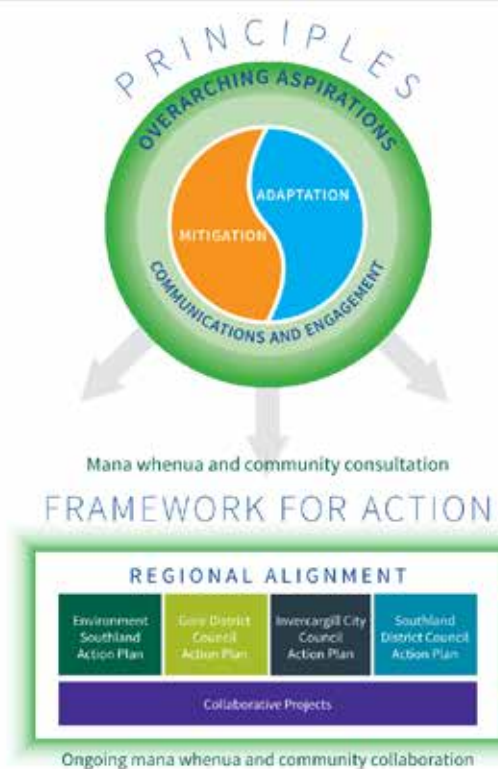 PRINCIPLES
OVERARCHING ASPIRATIONS
ADAPTATION
MITIGATION
COMMUNICATIONS AND ENGAGEMENT
Mana whenua and community consultation
FRAMEWORK FOR ACTION
REGIONAL ALIGNMENT
Environment
Southland
Action Plan
Gore District
Council
Action Plan
Invercargill City
Council
Action Plan
Southland
District Council
Action Plan
Collaborative Projects
Ongoing mana whenua and community collaboration